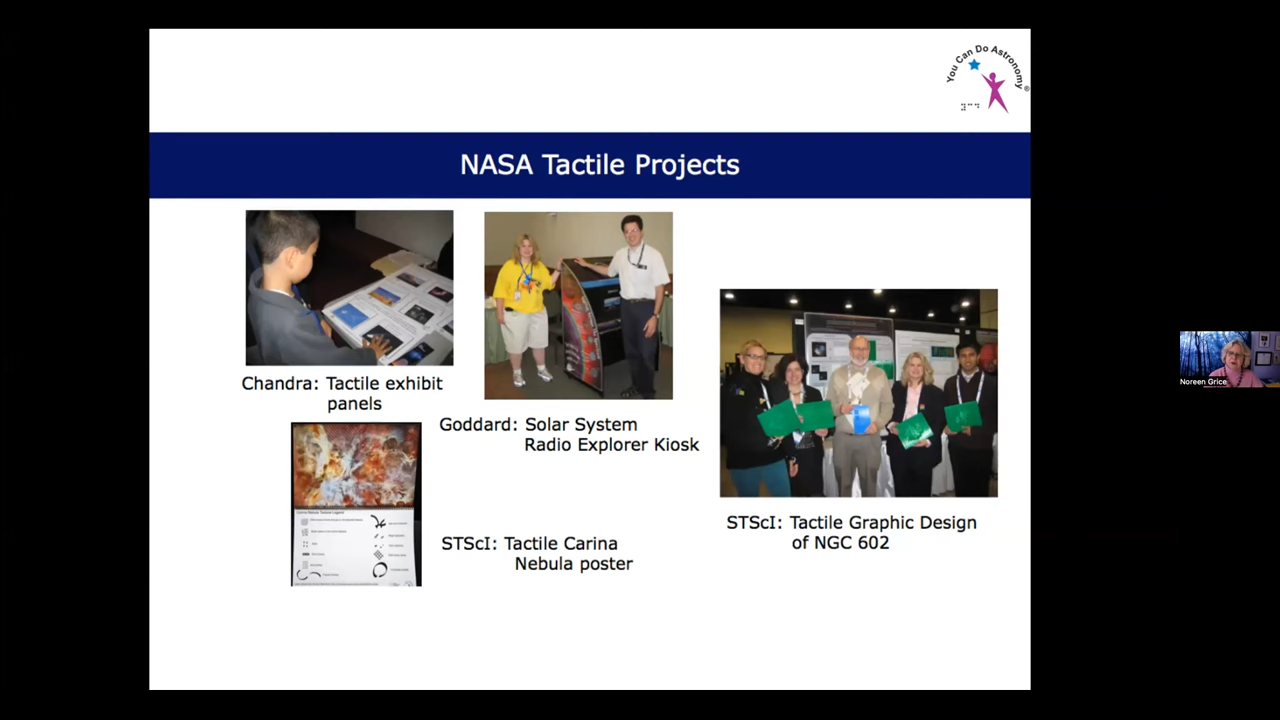 You Can Do Astronomy
®
NASA Tactile Projects
Chandra: Tactile exhibit
panels
Goddard: Solar System
Radio Explorer Kiosk
STScI: Tactile Carina
Nebula poster
STScI: Tactile Graphic Design
of NGC 602
Noreen Grice